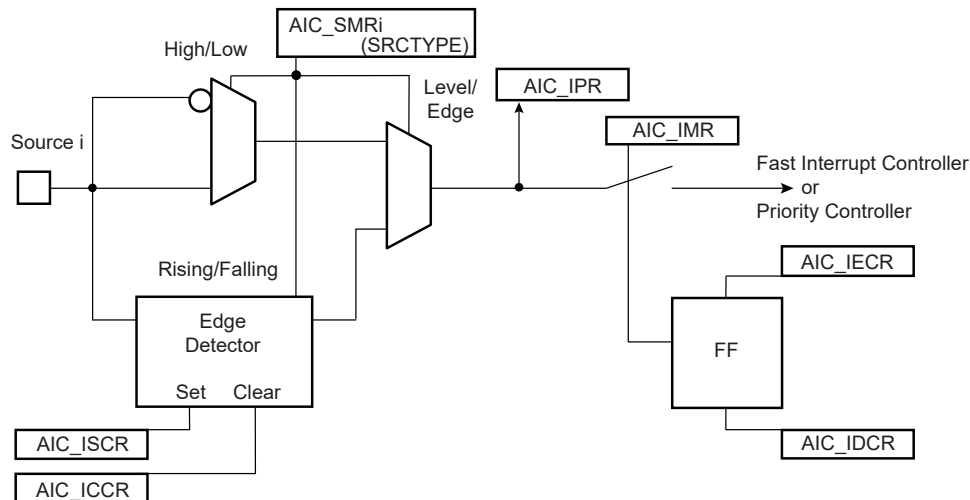 AIC_SMRi
(SRCTYPE)
High/Low
Level/
Edge
AIC_IPR
AIC_IMR
Source i
Fast Interrupt Controller
or
Priority Controller
Rising/Falling
AIC_IECR
Edge
Detector
FF
Set Clear
AIC_ISCR
AIC_IDCR
AIC_ICCR